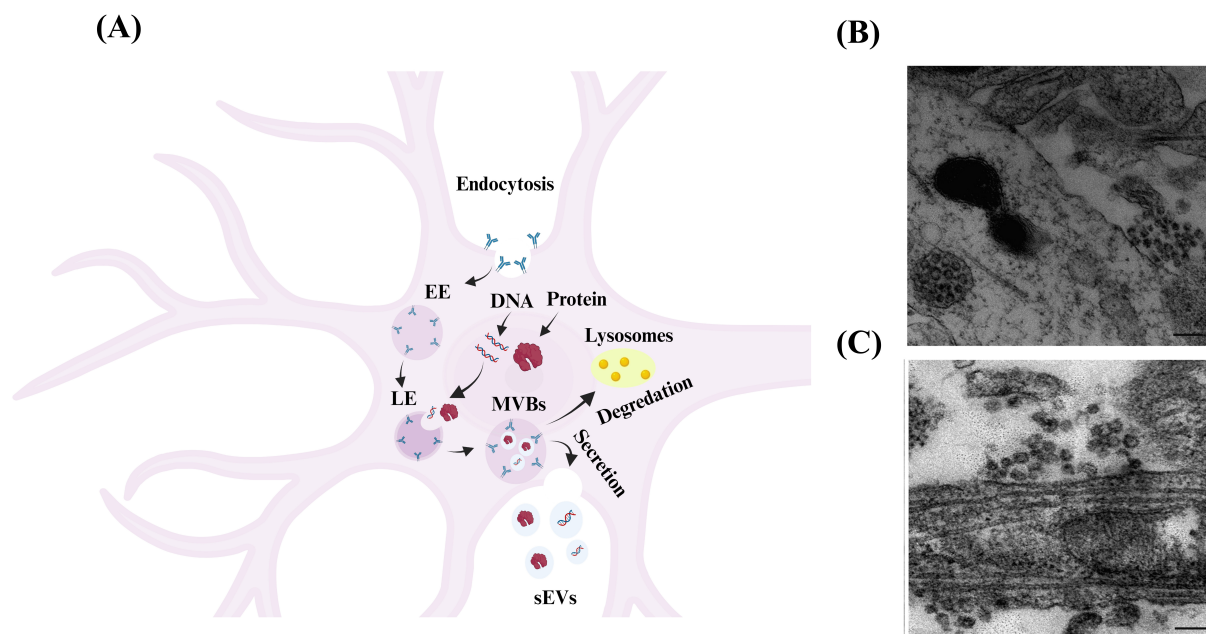 (A)
Endocytosis
EE
DNA
Protein
Lysosomes
LE
MVBs
Degredation
Secretion
sEVs
(B)
(C)